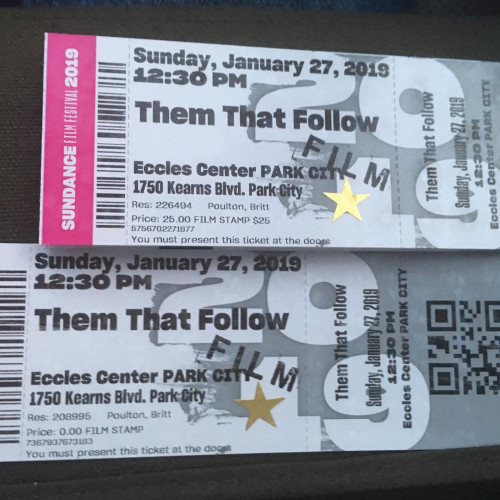 SUNDANCE FILM FESTIVAL 2019
Sunday, January 27, 2019
12:30 PM
Them That Follow
FILM
Eccles Center PARK CITY
1750 Kearns Blvd. Park City
Res: 226494 Poulton, Britt
Price: 25.00 FILM STAMP $25
5756702271877
You must present this ticket at the doors
2019
Them That Follow
Sunday, January 27, 2019
12:30 PM
Eccles Center PARK CITY
Sunday, January 27, 2019
12:30 PM
Them That Follow
FILM
Eccles Center PARK CITY
1750 Kearns Blvd. Park City
Res: 208995 Poulton, Britt
Price: 0.00 FILM STAMP
7367937673183
You must present this ticket at the doors
2019
Them That Follow
Sunday, January 27, 2019
12:30 PM
Eccles Center PARK CITY